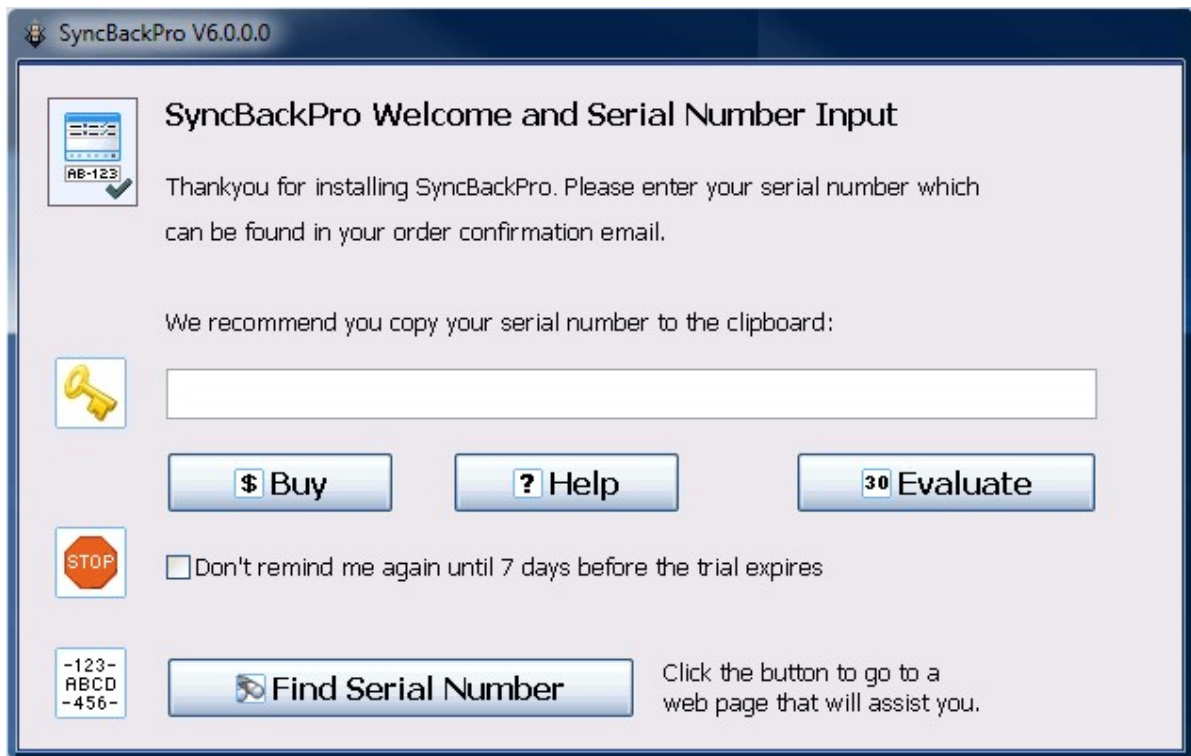 SyncBackPro V6.0.0.0
SyncBackPro Welcome and Serial Number Input
AB-123
Thankyou for installing SyncBackPro. Please enter your serial number which
can be found in your order confirmation email.
We recommend you copy your serial number to the clipboard:
$ Buy
? Help
30 Evaluate
STOP
Don't remind me again until 7 days before the trial expires
-123-
ABCD
-456-
Find Serial Number
Click the button to go to a
web page that will assist you.